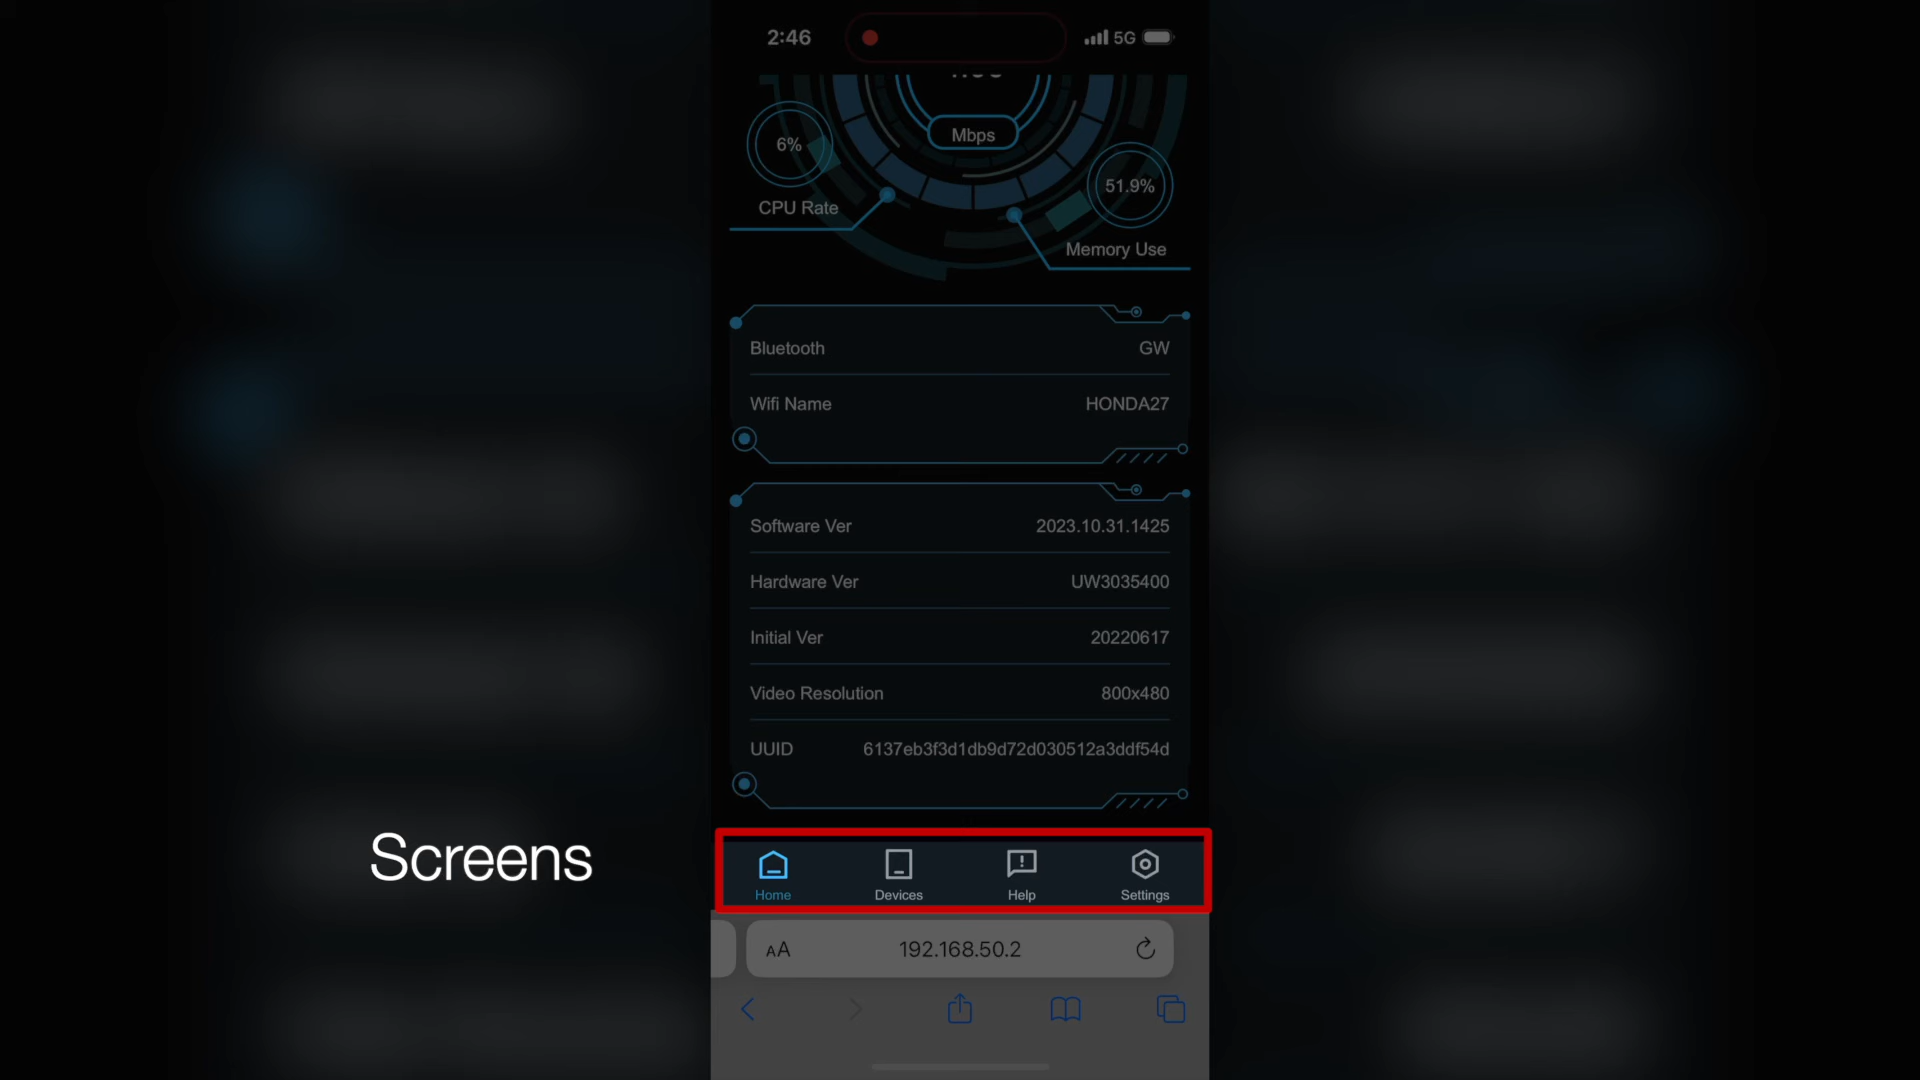 2:46
5G
Mbps
6%
51.9%
CPU Rate
Memory Use
Bluetooth GW
Wifi Name HONDA27
Software Ver 2023.10.31.1425
Hardware Ver UW3035400
Initial Ver 20220617
Video Resolution 800x480
UUID 6137eb3f3d1db9d72d030512a3ddf54d
Screens
Home Devices Help Settings
AA 192.168.50.2